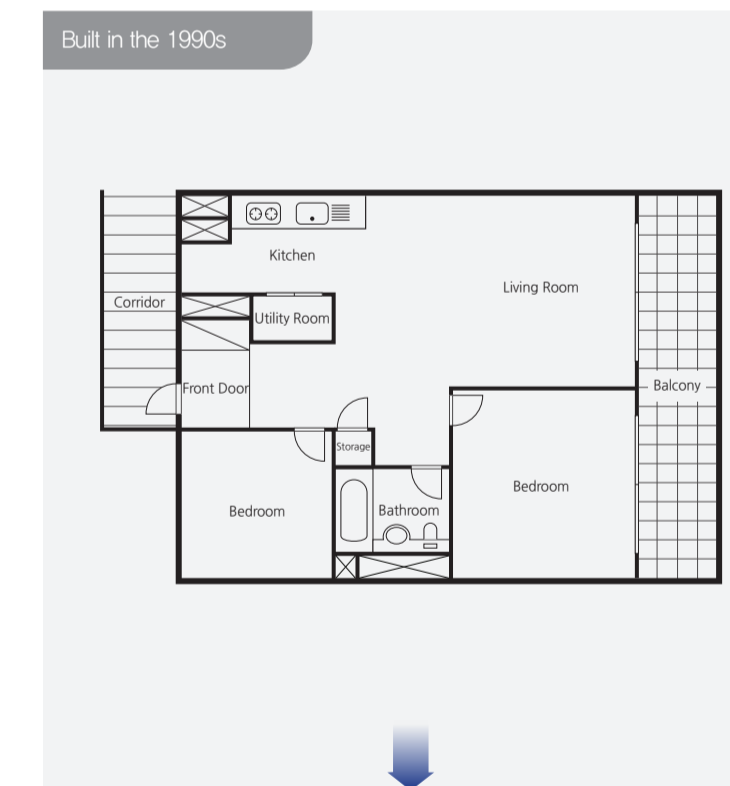 Built in the 1990s
Kitchen
Living Room
Corridor
Utility Room
Front Door
Balcony
Storage
Bedroom
Bathroom
Bedroom